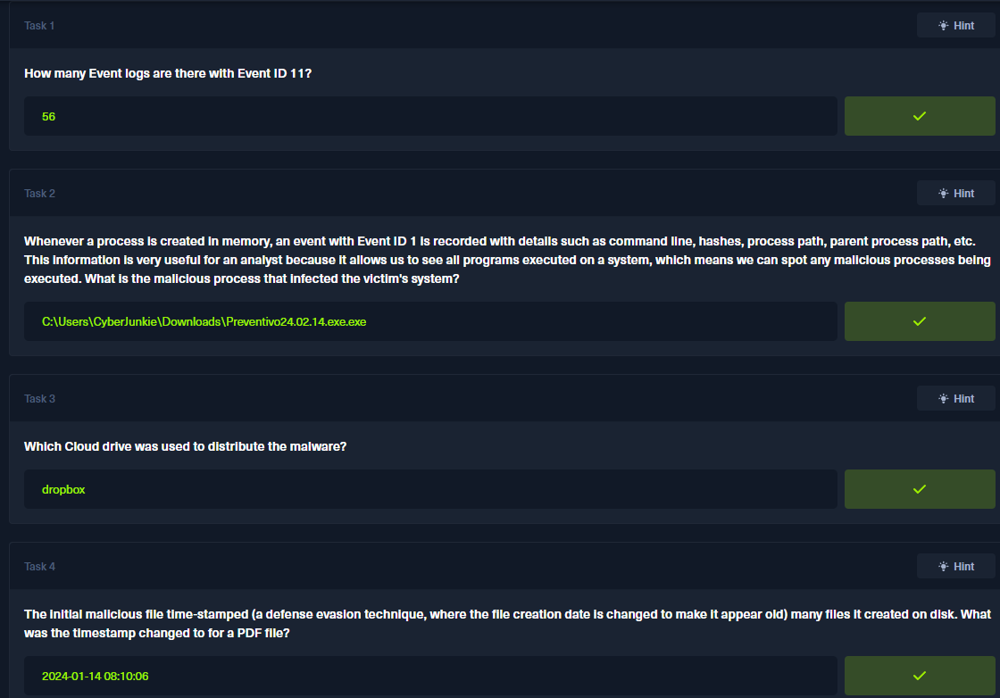 Task 1
Hint
How many Event logs are there with Event ID 11?
56
Task 2
Hint
Whenever a process is created in memory, an event with Event ID 1 is recorded with details such as command line, hashes, process path, parent process path, etc.
This information is very useful for an analyst because it allows us to see all programs executed on a system, which means we can spot any malicious processes being
executed. What is the malicious process that infected the victim's system?
C:\Users\CyberJunkie\Downloads\Preventivo24.02.14.exe.exe
Task 3
Hint
Which Cloud drive was used to distribute the malware?
dropbox
Task 4
Hint
The initial malicious file time-stamped (a defense evasion technique, where the file creation date is changed to make it appear old) many files it created on disk. What
was the timestamp changed to for a PDF file?
2024-01-14 08:10:06